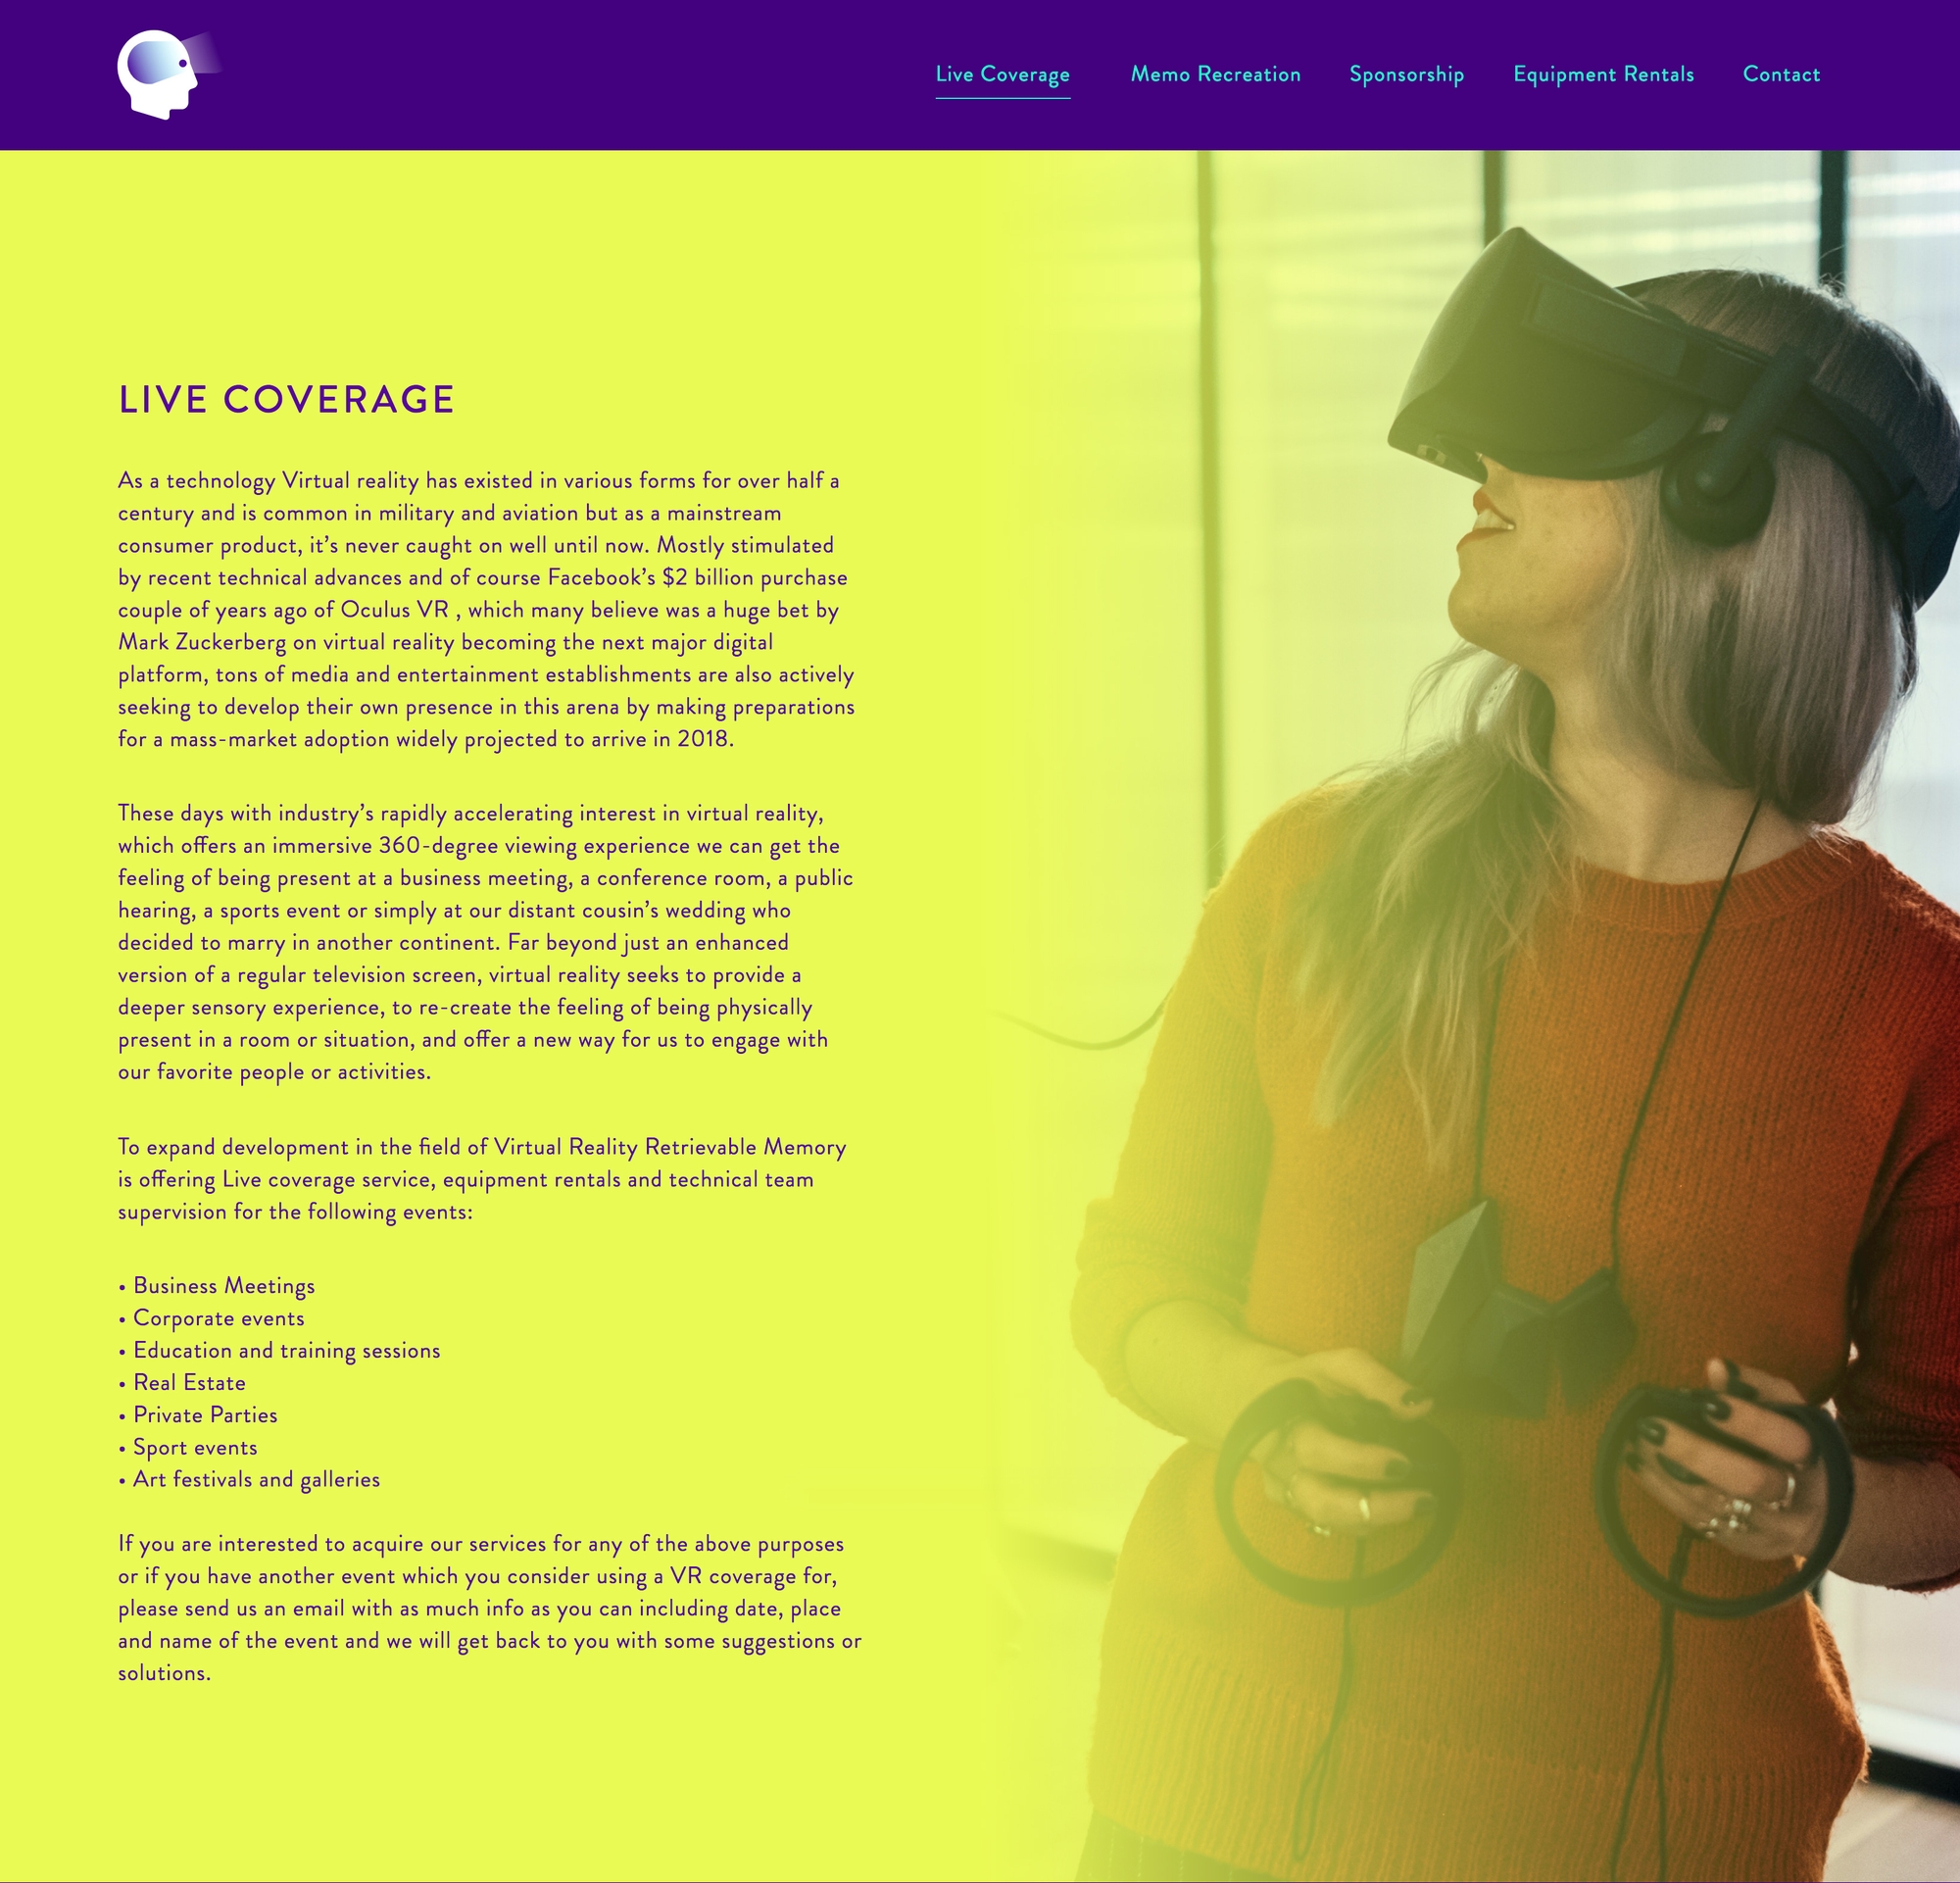 Live Coverage Memo Recreation Sponsorship Equipment Rentals Contact
LIVE COVERAGE
As a technology Virtual reality has existed in various forms for over half a
century and is common in military and aviation but as a mainstream
consumer product, it’s never caught on well until now. Mostly stimulated
by recent technical advances and of course Facebook’s $2 billion purchase
couple of years ago of Oculus VR , which many believe was a huge bet by
Mark Zuckerberg on virtual reality becoming the next major digital
platform, tons of media and entertainment establishments are also actively
seeking to develop their own presence in this arena by making preparations
for a mass-market adoption widely projected to arrive in 2018.
These days with industry’s rapidly accelerating interest in virtual reality,
which offers an immersive 360-degree viewing experience we can get the
feeling of being present at a business meeting, a conference room, a public
hearing, a sports event or simply at our distant cousin’s wedding who
decided to marry in another continent. Far beyond just an enhanced
version of a regular television screen, virtual reality seeks to provide a
deeper sensory experience, to re-create the feeling of being physically
present in a room or situation, and offer a new way for us to engage with
our favorite people or activities.
To expand development in the field of Virtual Reality Retrievable Memory
is offering Live coverage service, equipment rentals and technical team
supervision for the following events:
• Business Meetings
• Corporate events
• Education and training sessions
• Real Estate
• Private Parties
• Sport events
• Art festivals and galleries
If you are interested to acquire our services for any of the above purposes
or if you have another event which you consider using a VR coverage for,
please send us an email with as much info as you can including date, place
and name of the event and we will get back to you with some suggestions or
solutions.